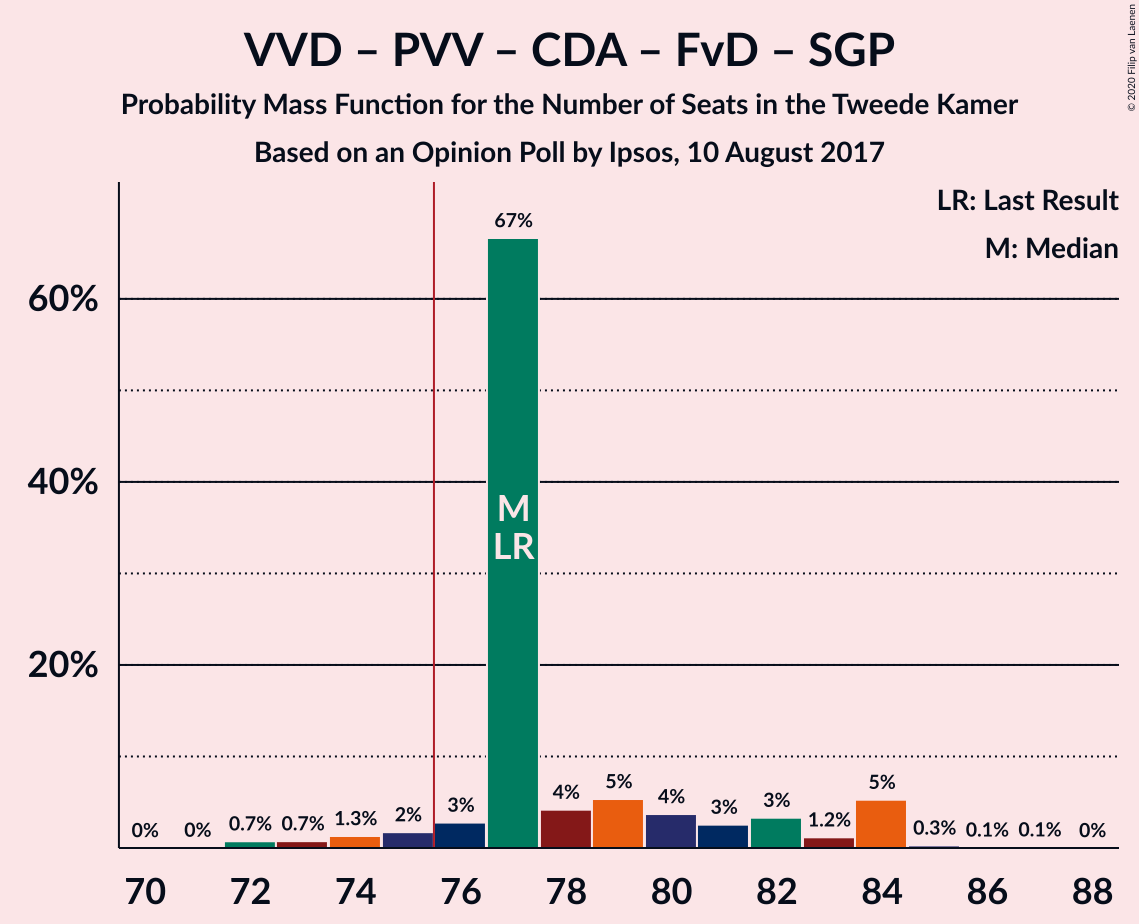 VVD – PVV – CDA – FvD – SGP
Probability Mass Function for the Number of Seats in the Tweede Kamer
Based on an Opinion Poll by Ipsos, 10 August 2017
© 2020 Filip van Laenen
LR: Last Result
M: Median
67%
60%
40%
M
LR
20%
0%
0%
0.7%
0.7%
1.3%
2%
3%
4%
5%
4%
3%
3%
1.2%
5%
0.3%
0.1%
0.1%
0%
70 72 74 76 78 80 82 84 86 88